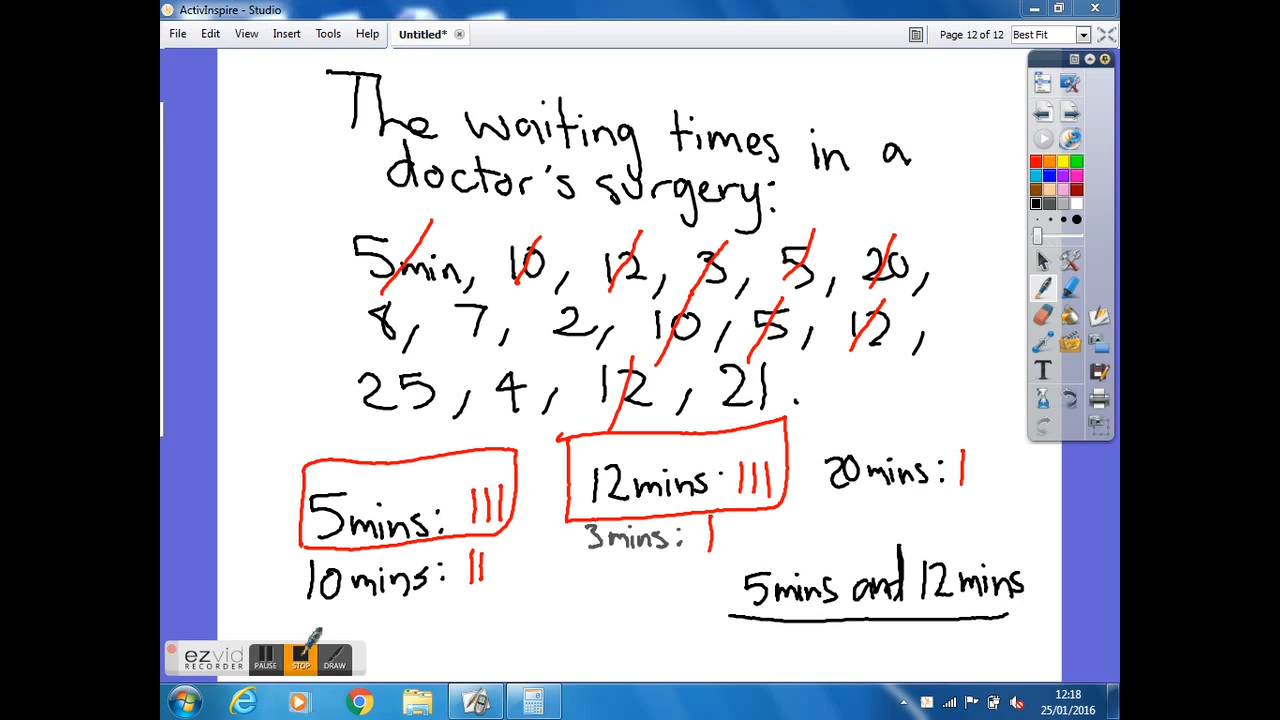 ActivInspire - Studio
File Edit View Insert Tools Help Untitled* Page 12 of 12 Best Fit
The waiting times in a
doctor's surgery:
5min, 10, 12, 3, 5, 20,
8, 7, 2, 10, 5, 12,
25, 4, 12, 21.
5mins: III
12mins: III
20mins: I
3mins: I
10mins: II
5mins and 12mins
ezvid
RECORDER
PAUSE STOP DRAW
12:18
25/01/2016